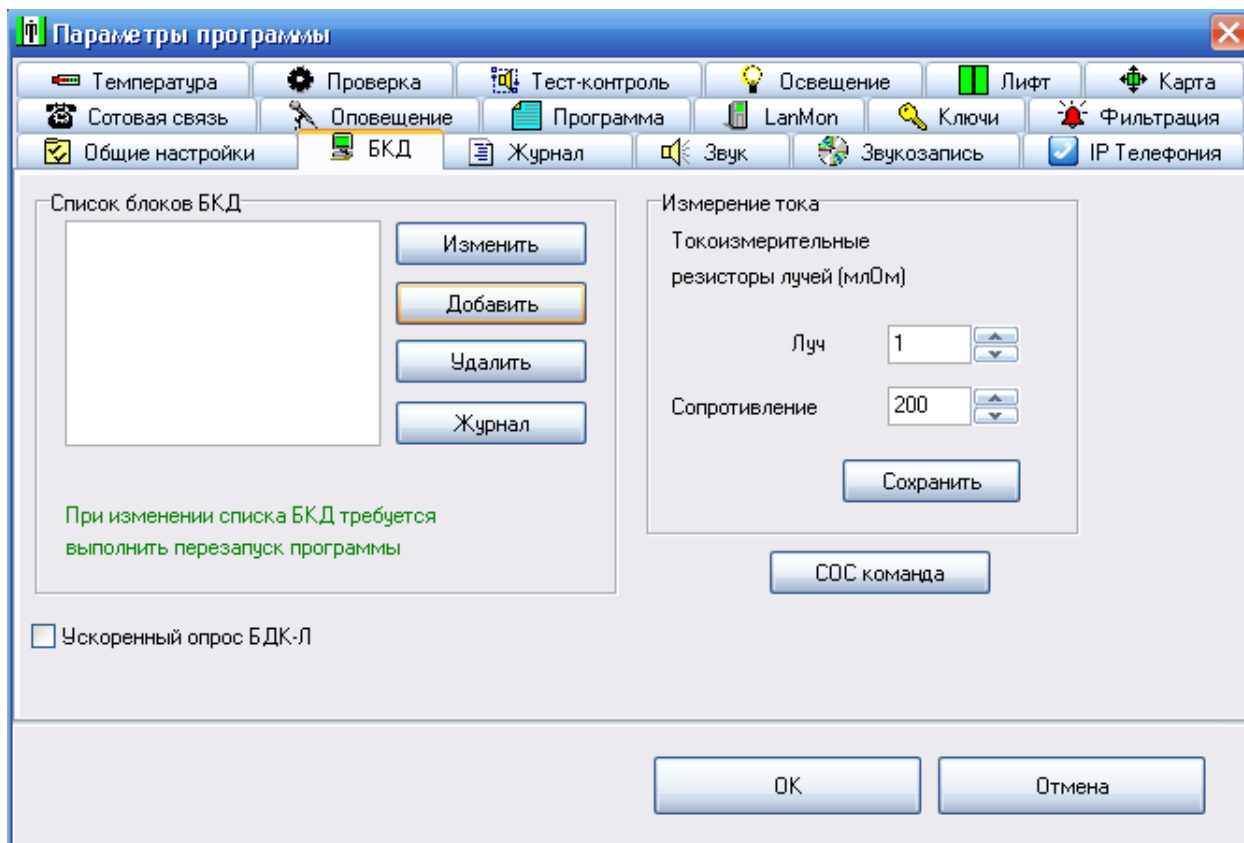 Параметры программы
Температура Проверка Тест-контроль Освещение Лифт Карта
Сотовая связь Оповещение Программа LanMon Ключи Фильтрация
Общие настройки БКД Журнал Звук Звукозапись IP Телефония
Список блоков БКД
Изменить
Добавить
Удалить
Журнал
При изменении списка БКД требуется
выполнить перезапуск программы
Измерение тока
Токоизмерительные
резисторы лучей (млОм)
Луч 1
Сопротивление 200
Сохранить
СОС команда
Ускоренный опрос БДК-Л
ОК Отмена